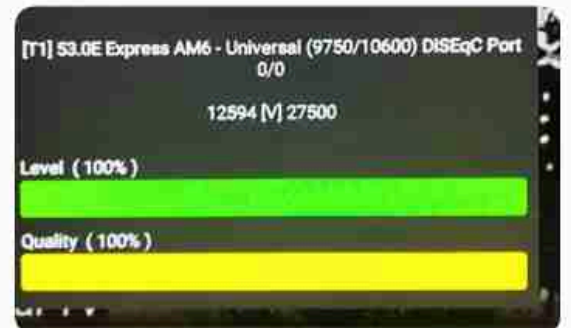 [T1] 53.0E Express AM6 - Universal (9750/10600) DiSEqC Port
0/0
12594 [V] 27500
Level ( 100% )
Quality ( 100% )